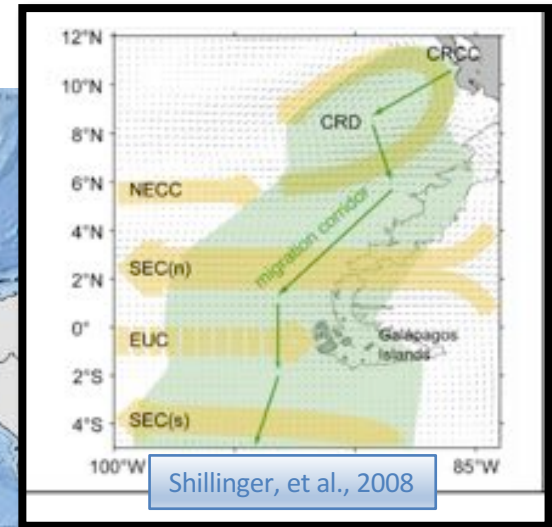 12°N
CRCC
10°N
CRD
8°N
6°N
NECC
migration corridor
4°N
SEC(n)
2°N
0°
EUC
Galápagos
Islands
2°S
4°S
SEC(s)
100°W
85°W
Shillinger, et al., 2008